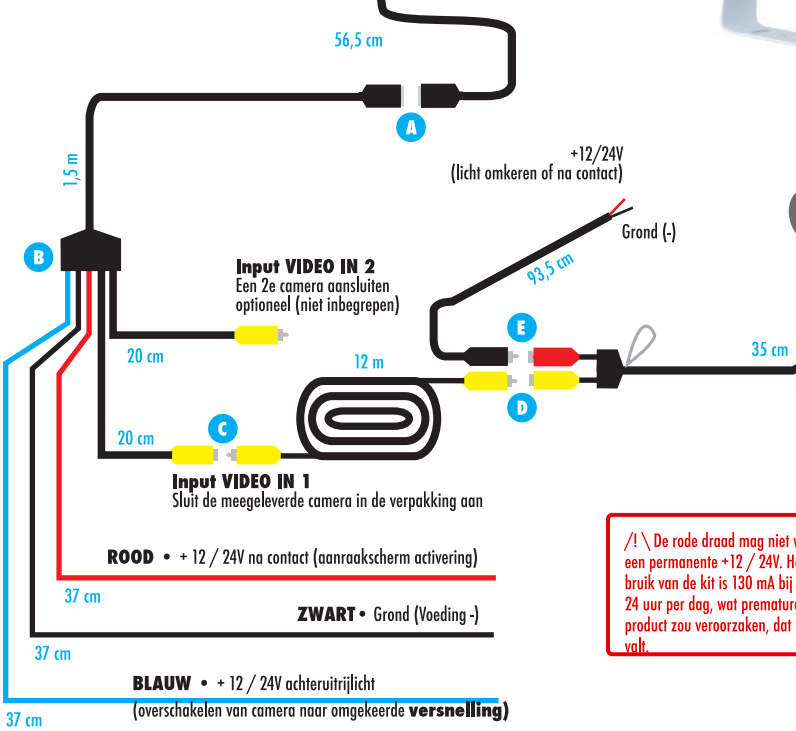 56,5 cm
A
1,5 m
+12/24V
(licht omkeren of na contact)
Grond (-)
B
Input VIDEO IN 2
Een 2e camera aansluiten
optioneel (niet inbegrepen)
93,5 cm
E
20 cm
12 m
35 cm
D
C
20 cm
Input VIDEO IN 1
Sluit de meegeleverde camera in de verpakking aan
ROOD • + 12 / 24V na contact (aanraakscherm activering)
37 cm
ZWART • Grond (Voeding -)
37 cm
BLAUW • + 12 / 24V achteruitrijlicht
(overschakelen van camera naar omgekeerde versnelling)
37 cm
/! \ De rode draad mag niet
een permanente +12 / 24V.
bruik van de kit is 130 mA bij
24 uur per dag, wat
product zou veroorzaken, dat
valt.